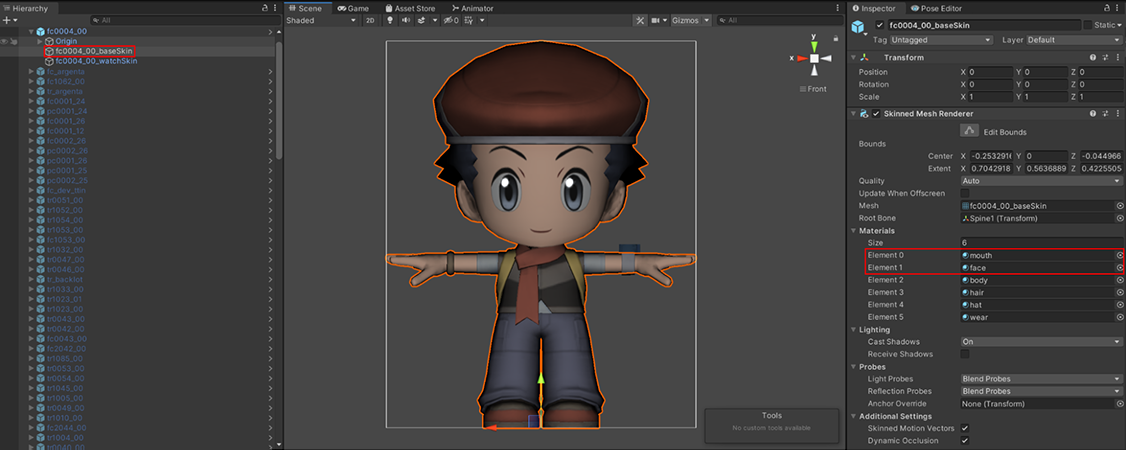 Hierarchy
All
fc0004_00
Origin
fc0004_00_baseSkin
fc0004_00_watchSkin
fc_argenta
fc1082_00
tr_argenta
fc0001_24
pc0001_24
fc0001_26
fc0001_12
fc0002_26
pc0002_26
pc0001_26
pc0001_25
pc0002_25
fc_dev_ttin
tr0051_00
tr1052_00
tr1054_00
tr1053_00
fc1053_00
tr1032_00
tr0047_00
tr0046_00
tr_backlot
tr1033_00
tr1023_01
tr1023_00
tr0043_00
tr0042_00
fc0043_00
fc2042_00
tr1085_00
tr0053_00
tr0054_00
tr1045_00
tr1005_00
tr0049_00
tr1010_00
fc2044_00
tr1004_00
tr0040_00
Scene
Game
Asset Store
Animator
Shaded
2D
0
Gizmos
All
y
x
Front
Tools
No custom tools available
Inspector
Pose Editor
fc0004_00_baseSkin
Static
Tag Untagged
Layer Default
Transform
Position X 0 Y 0 Z 0
Rotation X 0 Y 0 Z 0
Scale X 1 Y 1 Z 1
Skinned Mesh Renderer
Edit Bounds
Bounds
Center X -0.2532916 Y 0 Z -0.044966
Extent X 0.7042918 Y 0.5636889 Z 0.4225505
Quality Auto
Update When Offscreen
Mesh fc0004_00_baseSkin
Root Bone Spine1 (Transform)
Materials
Size 6
Element 0 mouth
Element 1 face
Element 2 body
Element 3 hair
Element 4 hat
Element 5 wear
Lighting
Cast Shadows On
Receive Shadows
Probes
Light Probes Blend Probes
Reflection Probes Blend Probes
Anchor Override None (Transform)
Additional Settings
Skinned Motion Vectors
Dynamic Occlusion